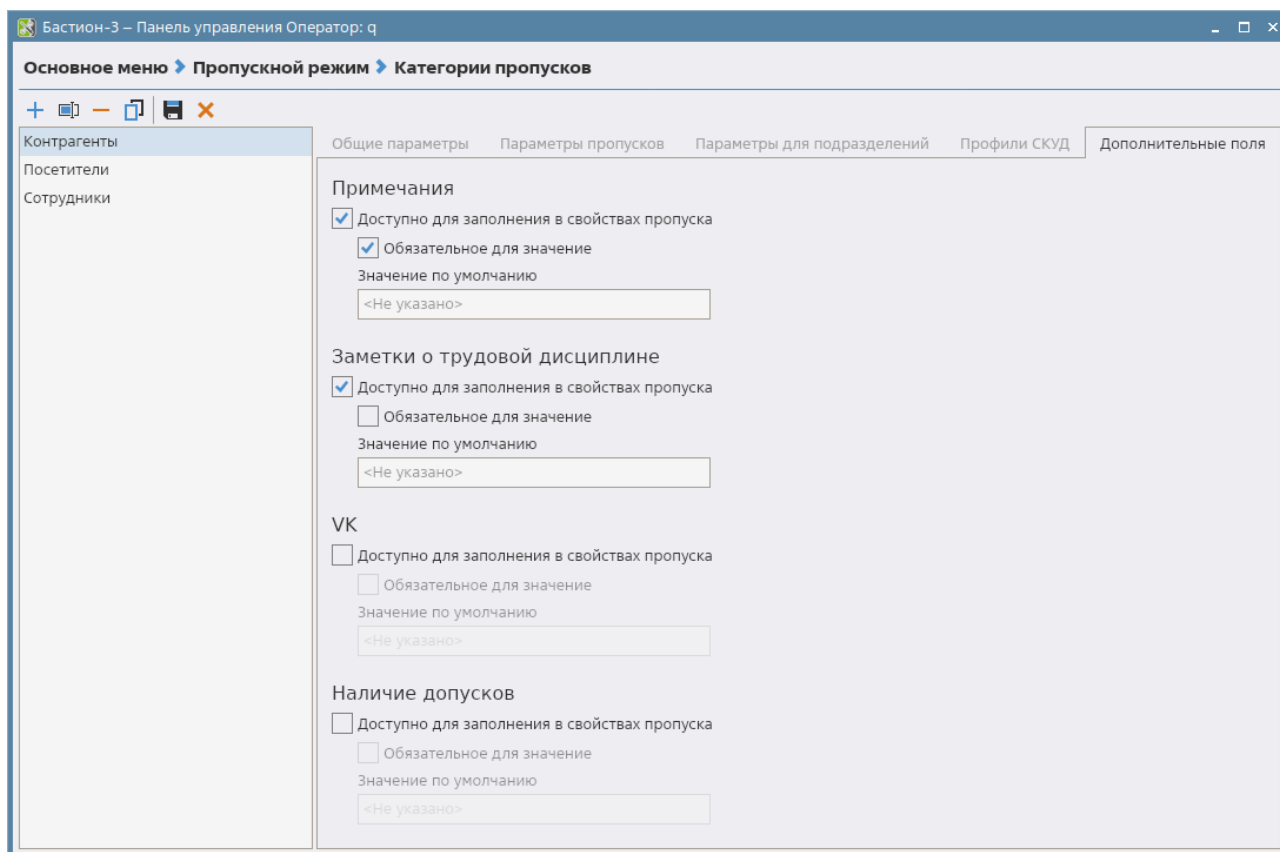 Бастион-3 – Панель управления Оператор: q
Основное меню Пропускной режим Категории пропусков
Контрагенты
Посетители
Сотрудники
Общие параметры Параметры пропусков Параметры для подразделений Профили СКУД Дополнительные поля
Примечания
Доступно для заполнения в свойствах пропуска
Обязательное для значение
Значение по умолчанию
<Не указано>
Заметки о трудовой дисциплине
Доступно для заполнения в свойствах пропуска
Обязательное для значение
Значение по умолчанию
<Не указано>
VK
Доступно для заполнения в свойствах пропуска
Обязательное для значение
Значение по умолчанию
<Не указано>
Наличие допусков
Доступно для заполнения в свойствах пропуска
Обязательное для значение
Значение по умолчанию
<Не указано>